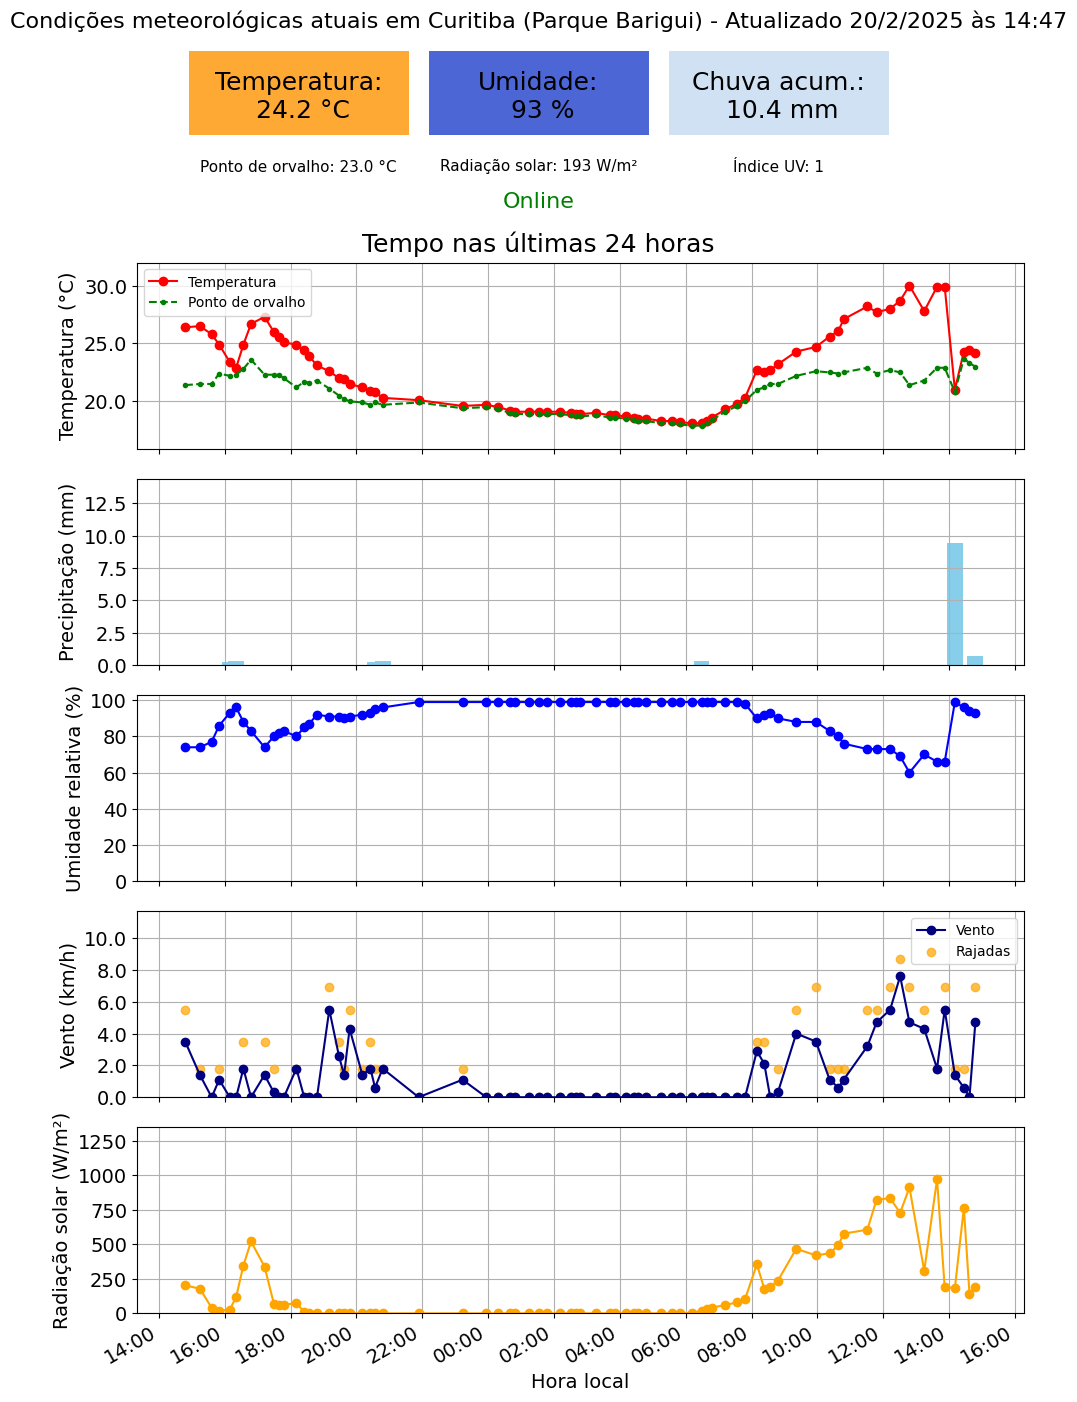 Condições meteorológicas atuais em Curitiba (Parque Barigui) - Atualizado 20/2/2025 às 14:47
Temperatura:
24.2 °C
Umidade:
93 %
Chuva acum.:
10.4 mm
Ponto de orvalho: 23.0 °C
Radiação solar: 193 W/m²
Índice UV: 1
Online
Tempo nas últimas 24 horas
Temperatura (°C)
30.0
25.0
20.0
Temperatura
Ponto de orvalho
Precipitação (mm)
12.5
10.0
7.5
5.0
2.5
0.0
Umidade relativa (%)
100
80
60
40
20
0
Vento (km/h)
10.0
8.0
6.0
4.0
2.0
0.0
Vento
Rajadas
Radiação solar (W/m²)
1250
1000
750
500
250
0
14:00 16:00 18:00 20:00 22:00 00:00 02:00 04:00 06:00 08:00 10:00 12:00 14:00 16:00
Hora local